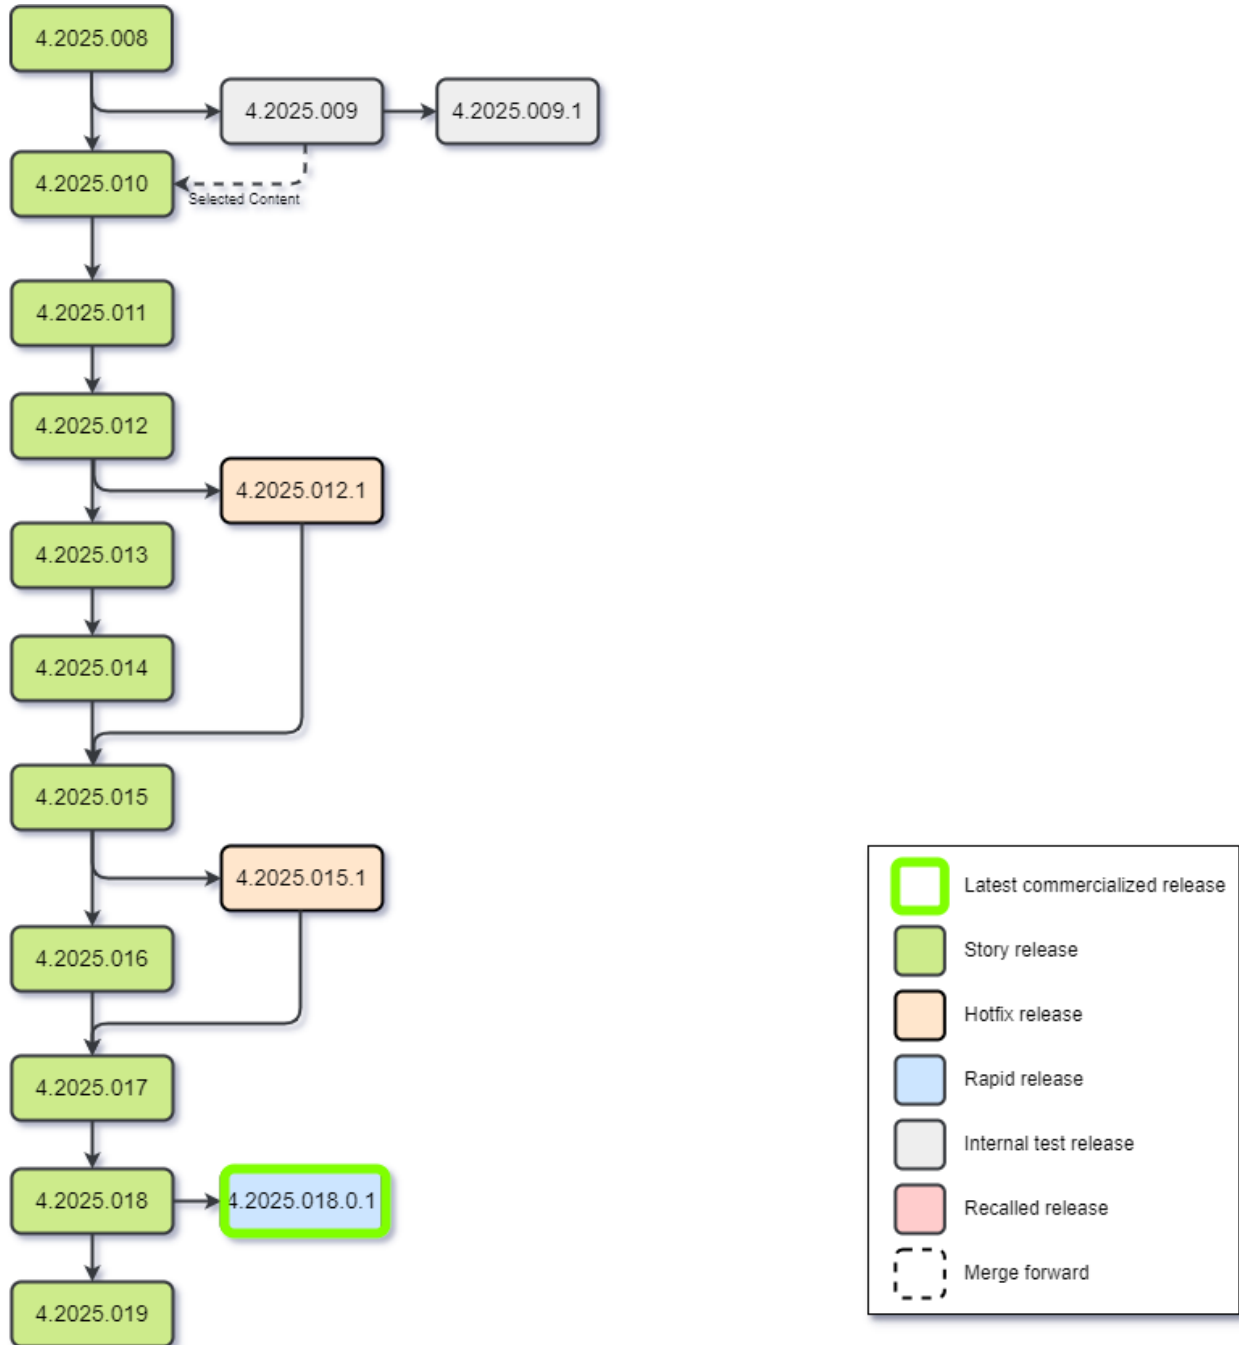 4.2025.008
4.2025.009
4.2025.009.1
4.2025.010
Selected Content
4.2025.011
4.2025.012
4.2025.012.1
4.2025.013
4.2025.014
4.2025.015
4.2025.015.1
4.2025.016
4.2025.017
4.2025.018
4.2025.018.0.1
4.2025.019
Latest commercialized release
Story release
Hotfix release
Rapid release
Internal test release
Recalled release
Merge forward